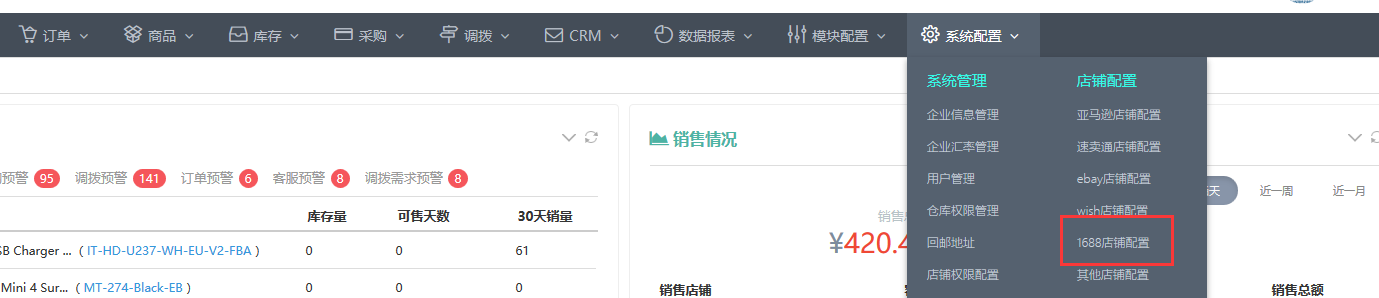 订单 商品 库存 采购 调拨 CRM 数据报表 模块配置 系统配置
系统管理 店铺配置
企业信息管理 亚马逊店铺配置
企业汇率管理 速卖通店铺配置
用户管理 ebay店铺配置
仓库权限管理 wish店铺配置
回邮地址 1688店铺配置
店铺权限配置 其他店铺配置
预警 95 调拨预警 141 订单预警 6 客服预警 8 调拨需求预警 8
库存量 可售天数 30天销量
SB Charger ... ( IT-HD-U237-WH-EU-V2-FBA ) 0 0 61
Mini 4 Sur... ( MT-274-Black-EB ) 0 0 0
销售情况
天 近一周 近一月
销售
¥420.4
销售店铺 销售总额